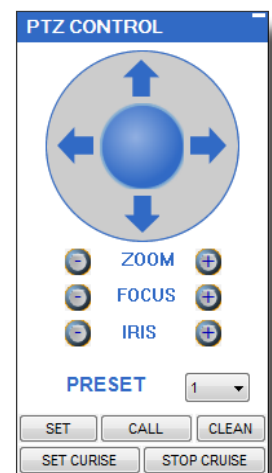 PTZ CONTROL
- ZOOM +
- FOCUS +
- IRIS +
PRESET 1
SET CALL CLEAN
SET CURISE STOP CRUISE